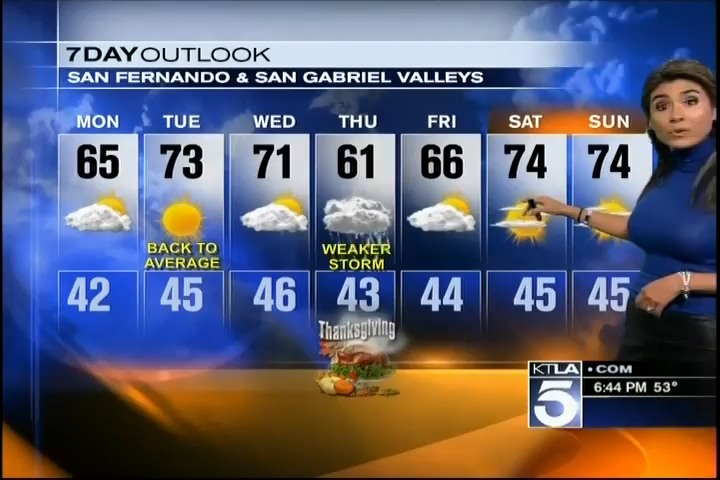 7DAYOUTLOOK
SAN FERNANDO & SAN GABRIEL VALLEYS
MON TUE WED THU FRI SAT SUN
65 73 71 61 66 74 74
BACK TO AVERAGE
WEAKER STORM
42 45 46 43 44 45 45
Thanksgiving
KTLA 5 .COM
6:44 PM 53°